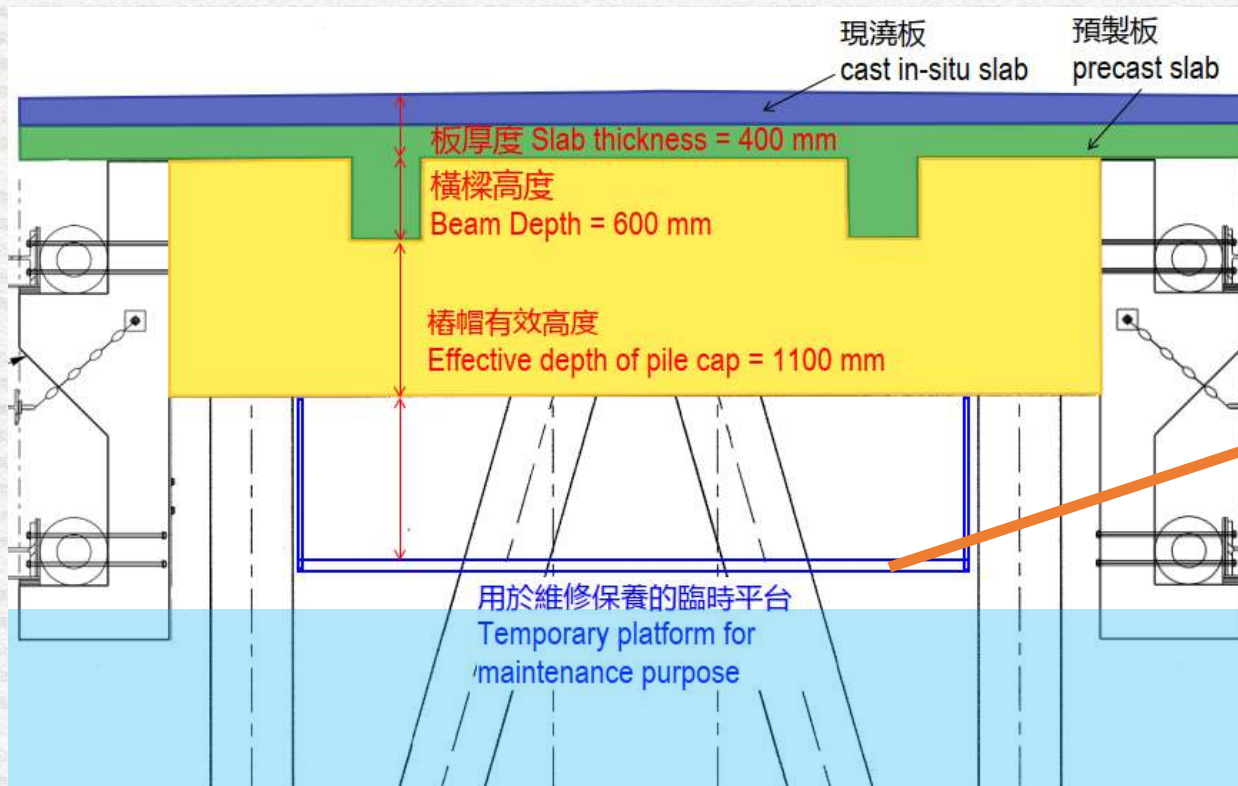 現澆板
cast in-situ slab
預製板
precast slab
板厚度 Slab thickness = 400 mm
橫樑高度
Beam Depth = 600 mm
樁帽有效高度
Effective depth of pile cap = 1100 mm
用於維修保養的臨時平台
Temporary platform for
maintenance purpose